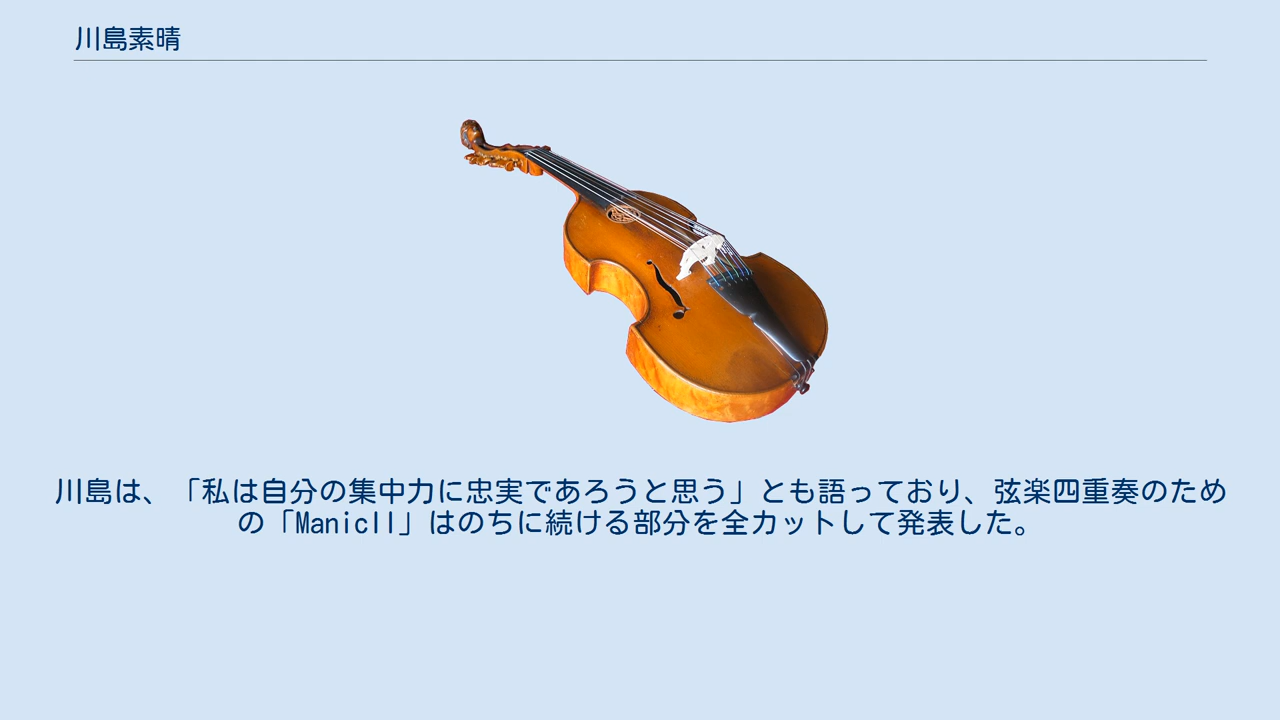 川島素晴
川島は、「私は自分の集中力に忠実であろうと思う」とも語っており、弦楽四重奏のため
の「ManicII」はのちに続ける部分を全カットして発表した。